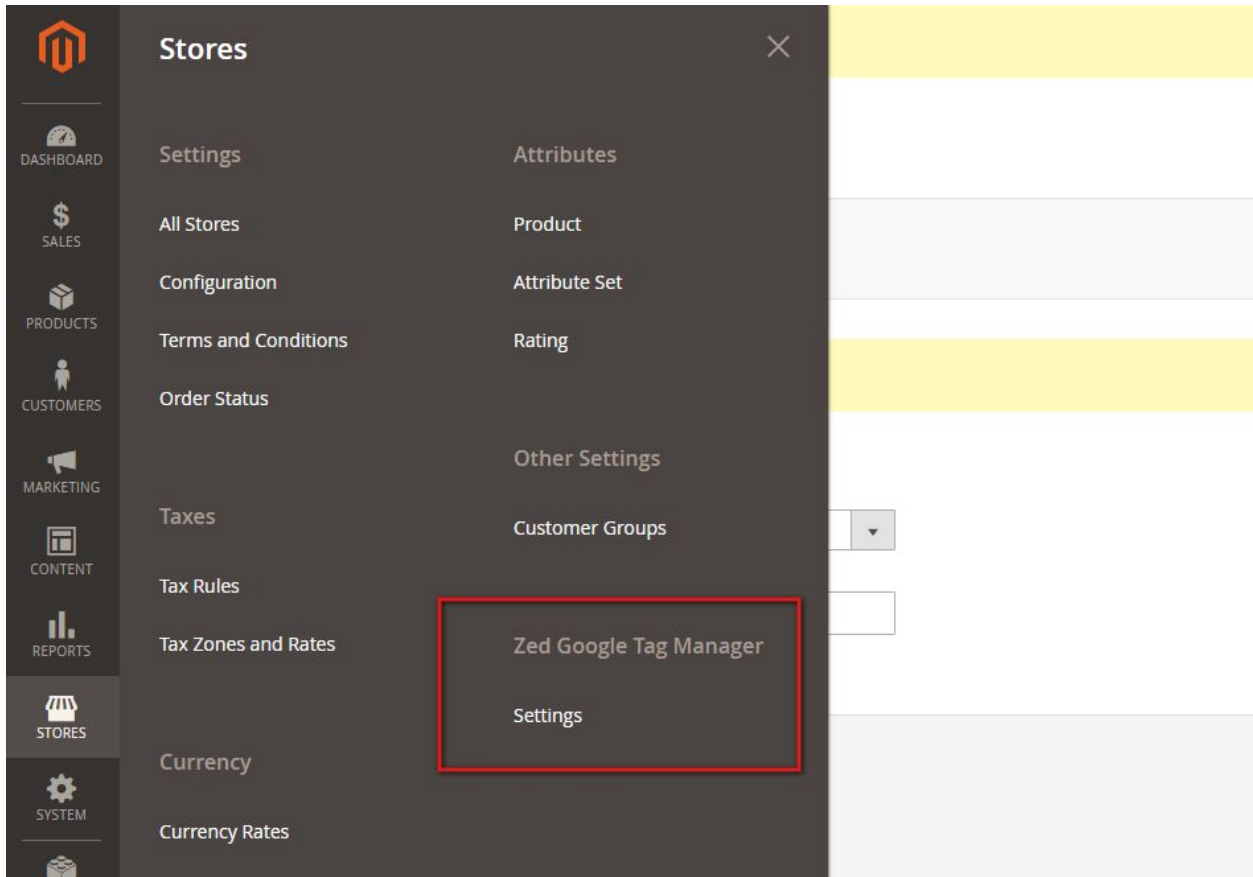 Stores
DASHBOARD
SALES
PRODUCTS
CUSTOMERS
MARKETING
CONTENT
REPORTS
STORES
SYSTEM
Settings
All Stores
Configuration
Terms and Conditions
Order Status
Taxes
Tax Rules
Tax Zones and Rates
Currency
Currency Rates
Attributes
Product
Attribute Set
Rating
Other Settings
Customer Groups
Zed Google Tag Manager
Settings